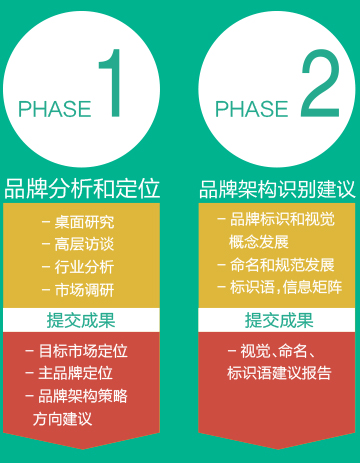 PHASE 1
品牌分析和定位
– 桌面研究
– 高层访谈
– 行业分析
– 市场调研
提交成果
– 目标市场定位
– 主品牌定位
– 品牌架构策略
方向建议
PHASE 2
品牌架构识别建议
– 品牌标识和视觉
概念发展
– 命名和规范发展
– 标识语，信息矩阵
提交成果
– 视觉、命名、
标识语建议报告